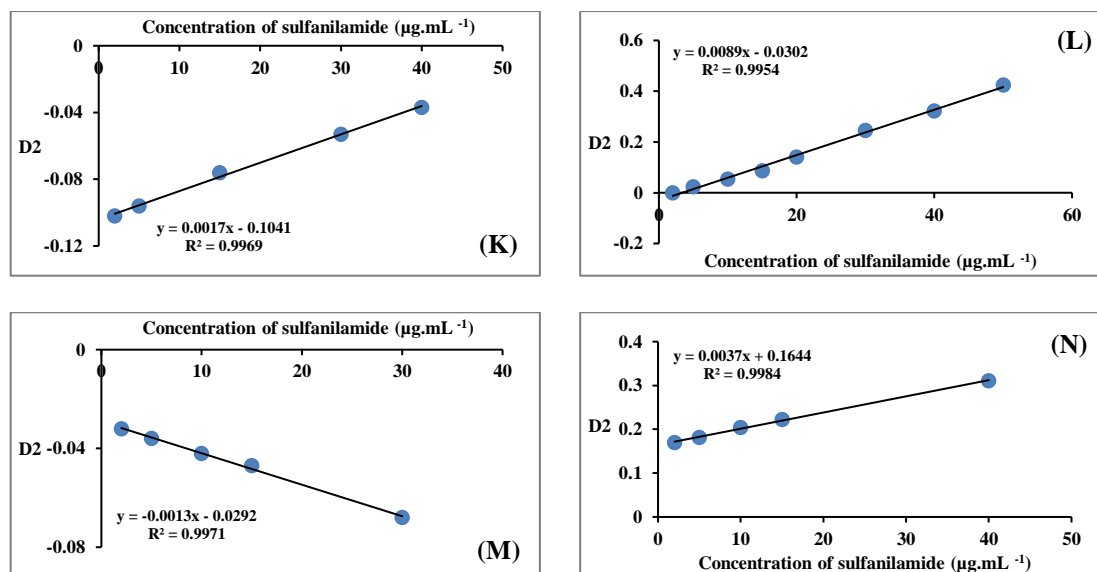 Concentration of sulfanilamide (µg.mL -1)
0
0 10 20 30 40 50
-0.04
D2
-0.08
y = 0.0017x - 0.1041
R² = 0.9969
-0.12
(K)
0.6
y = 0.0089x - 0.0302
R² = 0.9954
(L)
0.4
D2
0.2
0
0 20 40 60
-0.2
Concentration of sulfanilamide (µg.mL -1)
Concentration of sulfanilamide (µg.mL -1)
0
0 10 20 30 40
D2
-0.04
y = -0.0013x - 0.0292
R² = 0.9971
-0.08
(M)
0.4
y = 0.0037x + 0.1644
R² = 0.9984
(N)
0.3
D2
0.2
0.1
0
0 10 20 30 40 50
Concentration of sulfanilamide (µg.mL -1)